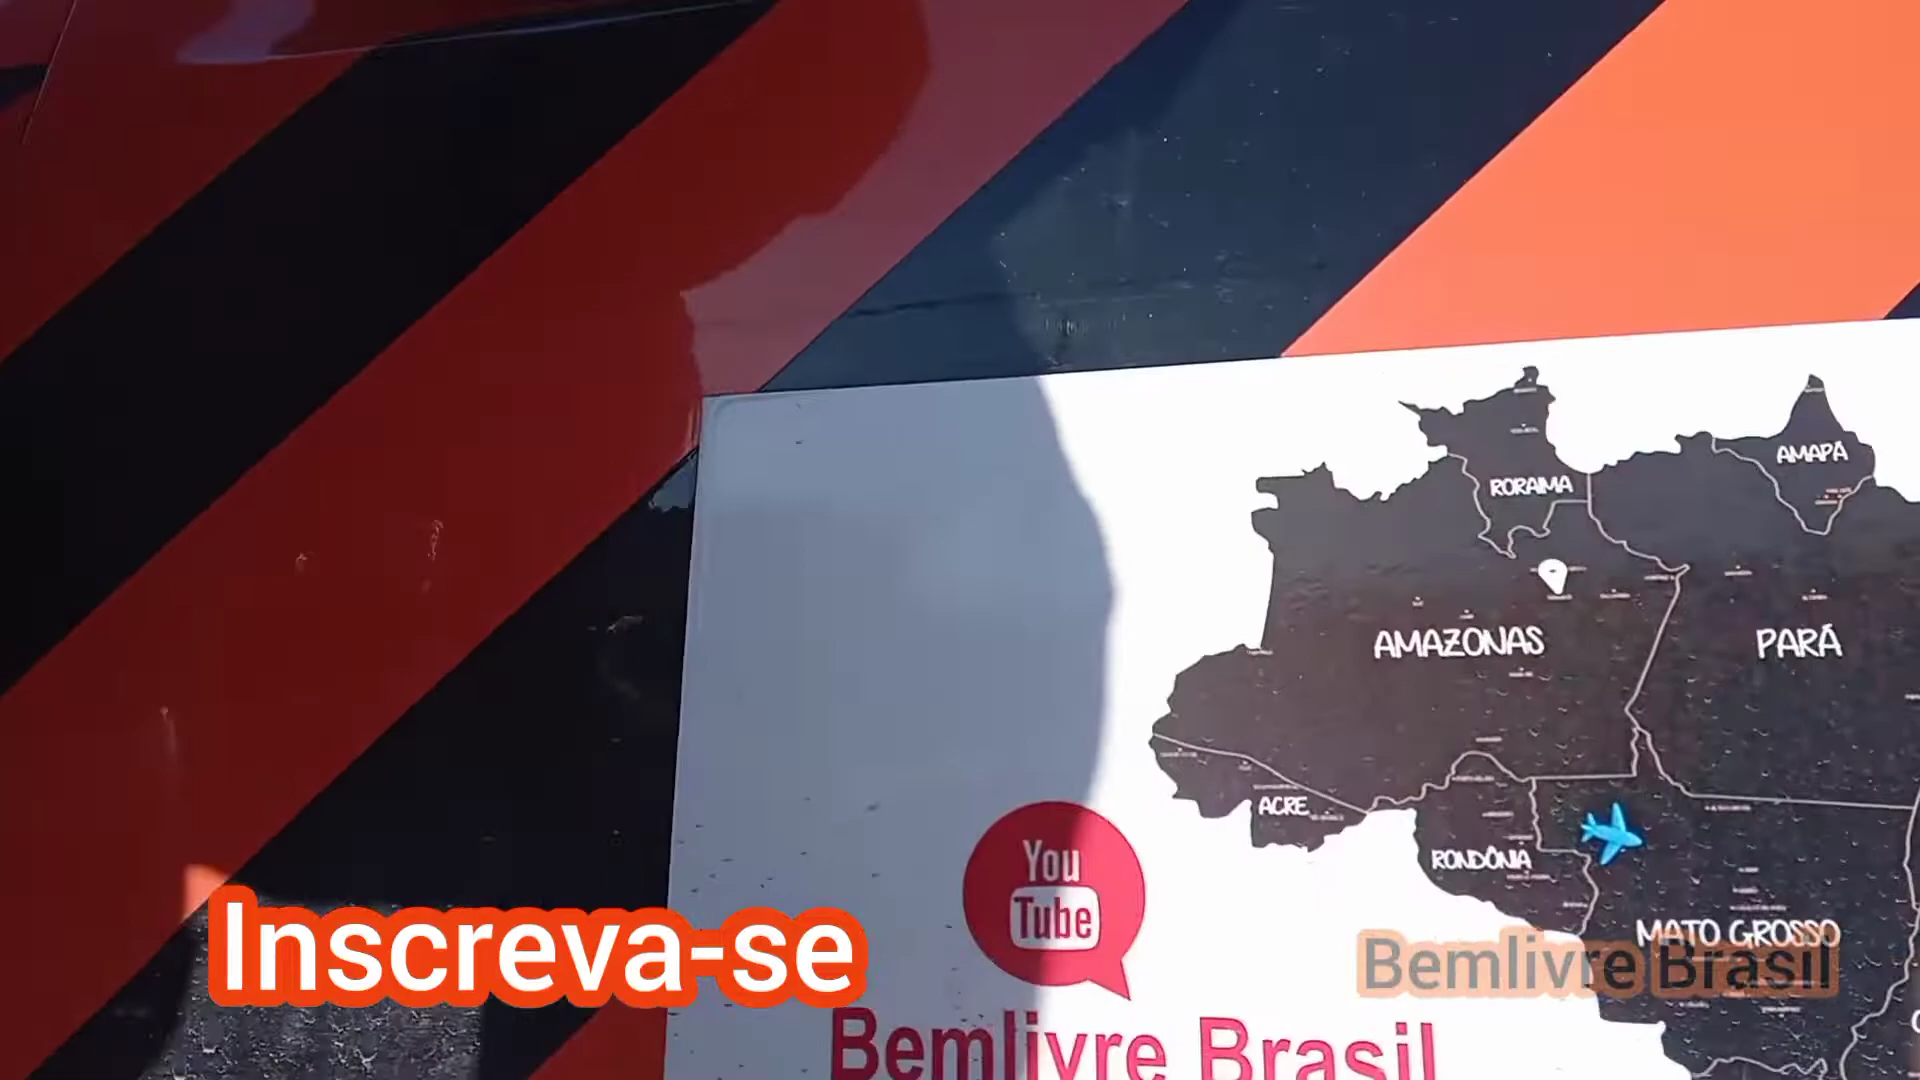 AMAPÁ
RORAIMA
AMAZONAS
PARÁ
ACRE
RONDÔNIA
You
Tube
Inscreva-se
MATO GROSSO
Bemlivre Brasil
Bemlivre Brasil